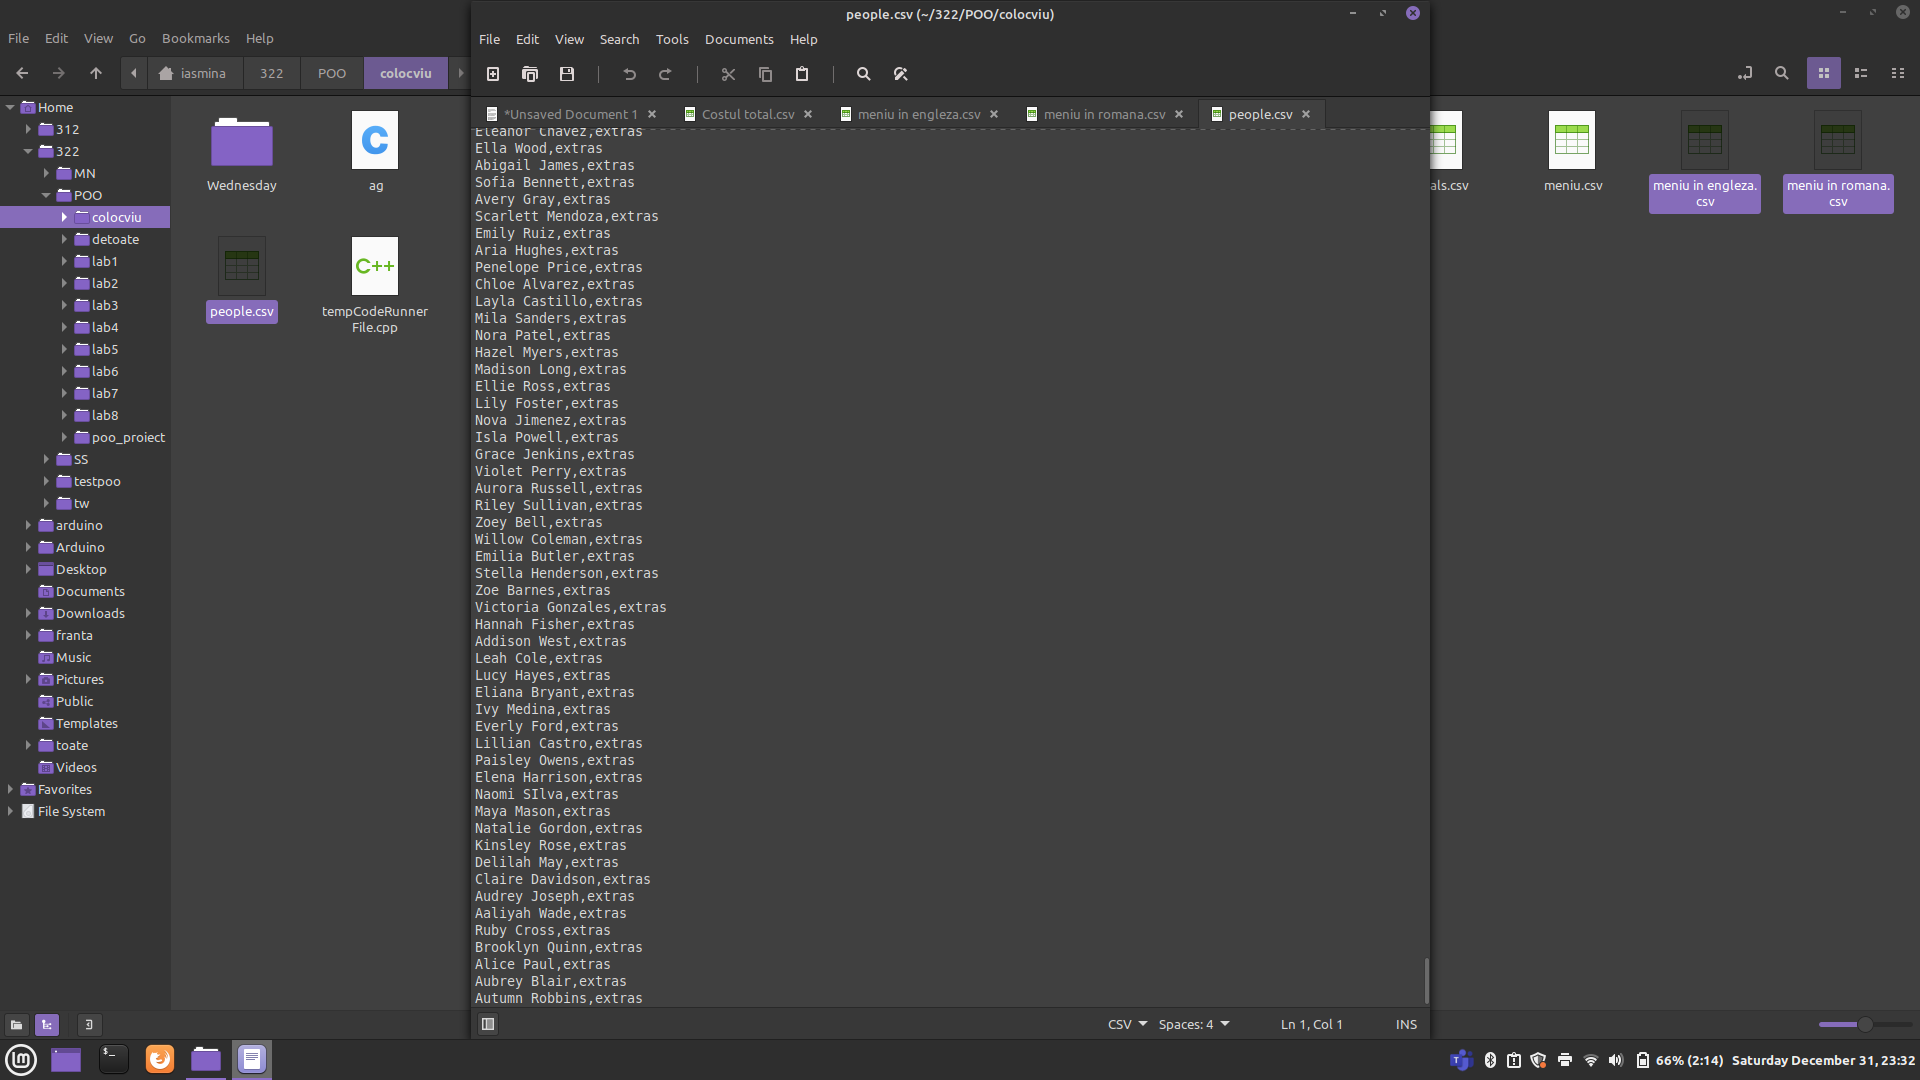 people.csv (~/322/POO/colocviu)
File Edit View Go Bookmarks Help
File Edit View Search Tools Documents Help
iasmina 322 POO colocviu
*Unsaved Document 1
Costul total.csv
meniu in engleza.csv
meniu in romana.csv
people.csv
Home
312
322
MN
POO
colocviu
detoate
lab1
lab2
lab3
lab4
lab5
lab6
lab7
lab8
poo_proiect
SS
testpoo
tw
arduino
Arduino
Desktop
Documents
Downloads
franta
Music
Pictures
Public
Templates
toate
Videos
Favorites
File System
Wednesday
C
ag
people.csv
C++
tempCodeRunner
File.cpp
Eleanor Chavez,extras
Ella Wood,extras
Abigail James,extras
Sofia Bennett,extras
Avery Gray,extras
Scarlett Mendoza,extras
Emily Ruiz,extras
Aria Hughes,extras
Penelope Price,extras
Chloe Alvarez,extras
Layla Castillo,extras
Mila Sanders,extras
Nora Patel,extras
Hazel Myers,extras
Madison Long,extras
Ellie Ross,extras
Lily Foster,extras
Nova Jimenez,extras
Isla Powell,extras
Grace Jenkins,extras
Violet Perry,extras
Aurora Russell,extras
Riley Sullivan,extras
Zoey Bell,extras
Willow Coleman,extras
Emilia Butler,extras
Stella Henderson,extras
Zoe Barnes,extras
Victoria Gonzales,extras
Hannah Fisher,extras
Addison West,extras
Leah Cole,extras
Lucy Hayes,extras
Eliana Bryant,extras
Ivy Medina,extras
Everly Ford,extras
Lillian Castro,extras
Paisley Owens,extras
Elena Harrison,extras
Naomi SIlva,extras
Maya Mason,extras
Natalie Gordon,extras
Kinsley Rose,extras
Delilah May,extras
Claire Davidson,extras
Audrey Joseph,extras
Aaliyah Wade,extras
Ruby Cross,extras
Brooklyn Quinn,extras
Alice Paul,extras
Aubrey Blair,extras
Autumn Robbins,extras
als.csv
meniu.csv
meniu in engleza.
csv
meniu in romana.
csv
CSV Spaces: 4 Ln 1, Col 1 INS
66% (2:14) Saturday December 31, 23:32